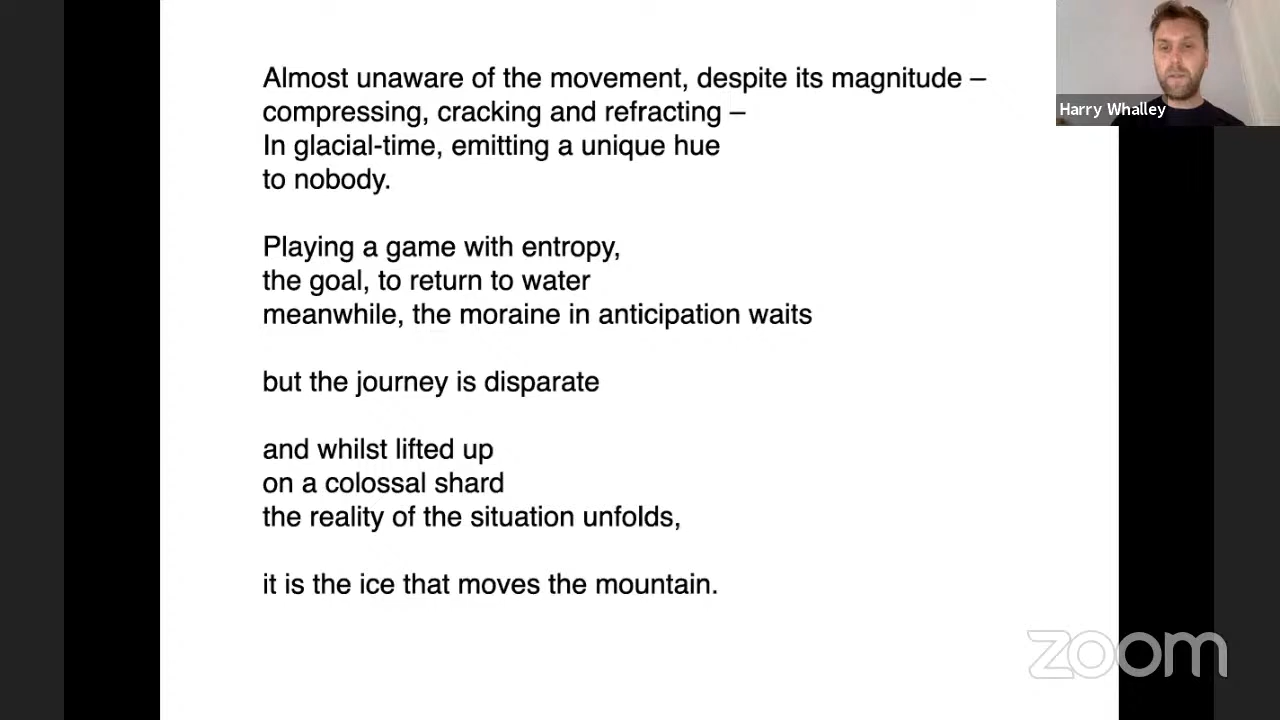 Almost unaware of the movement, despite its magnitude –
compressing, cracking and refracting –
In glacial-time, emitting a unique hue
to nobody.
Playing a game with entropy,
the goal, to return to water
meanwhile, the moraine in anticipation waits
but the journey is disparate
and whilst lifted up
on a colossal shard
the reality of the situation unfolds,
it is the ice that moves the mountain.
Harry Whalley
zoom